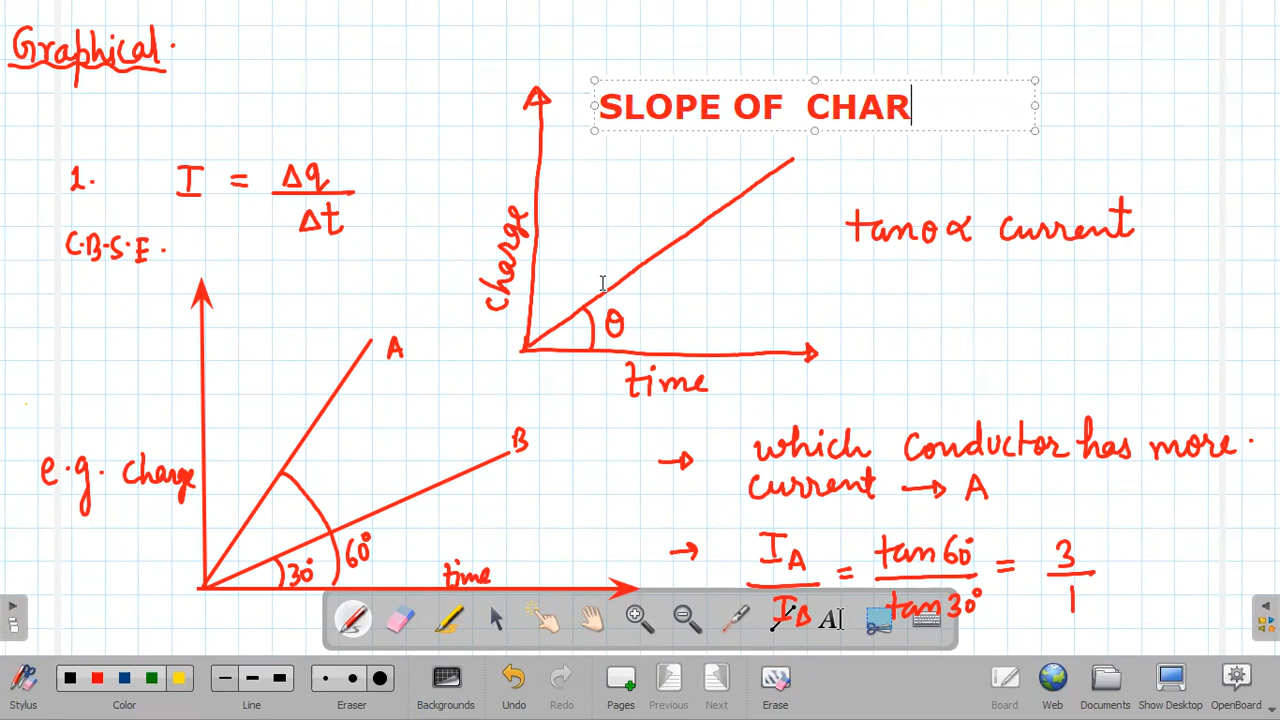 Graphical.
SLOPE OF CHAR
1. I = Δq
Δt
C.B.S.E.
charge
θ
time
tanθ ∝ current
A
B
e.g. charge
30°
60°
time
→ which conductor has more.
current → A
→ I_A / I_B = tan60° / tan30° = 3 / 1
Stylus
Color
Line
Eraser
Backgrounds
Undo
Redo
Pages
Previous
Next
Erase
Board
Web
Documents
Show Desktop
OpenBoard